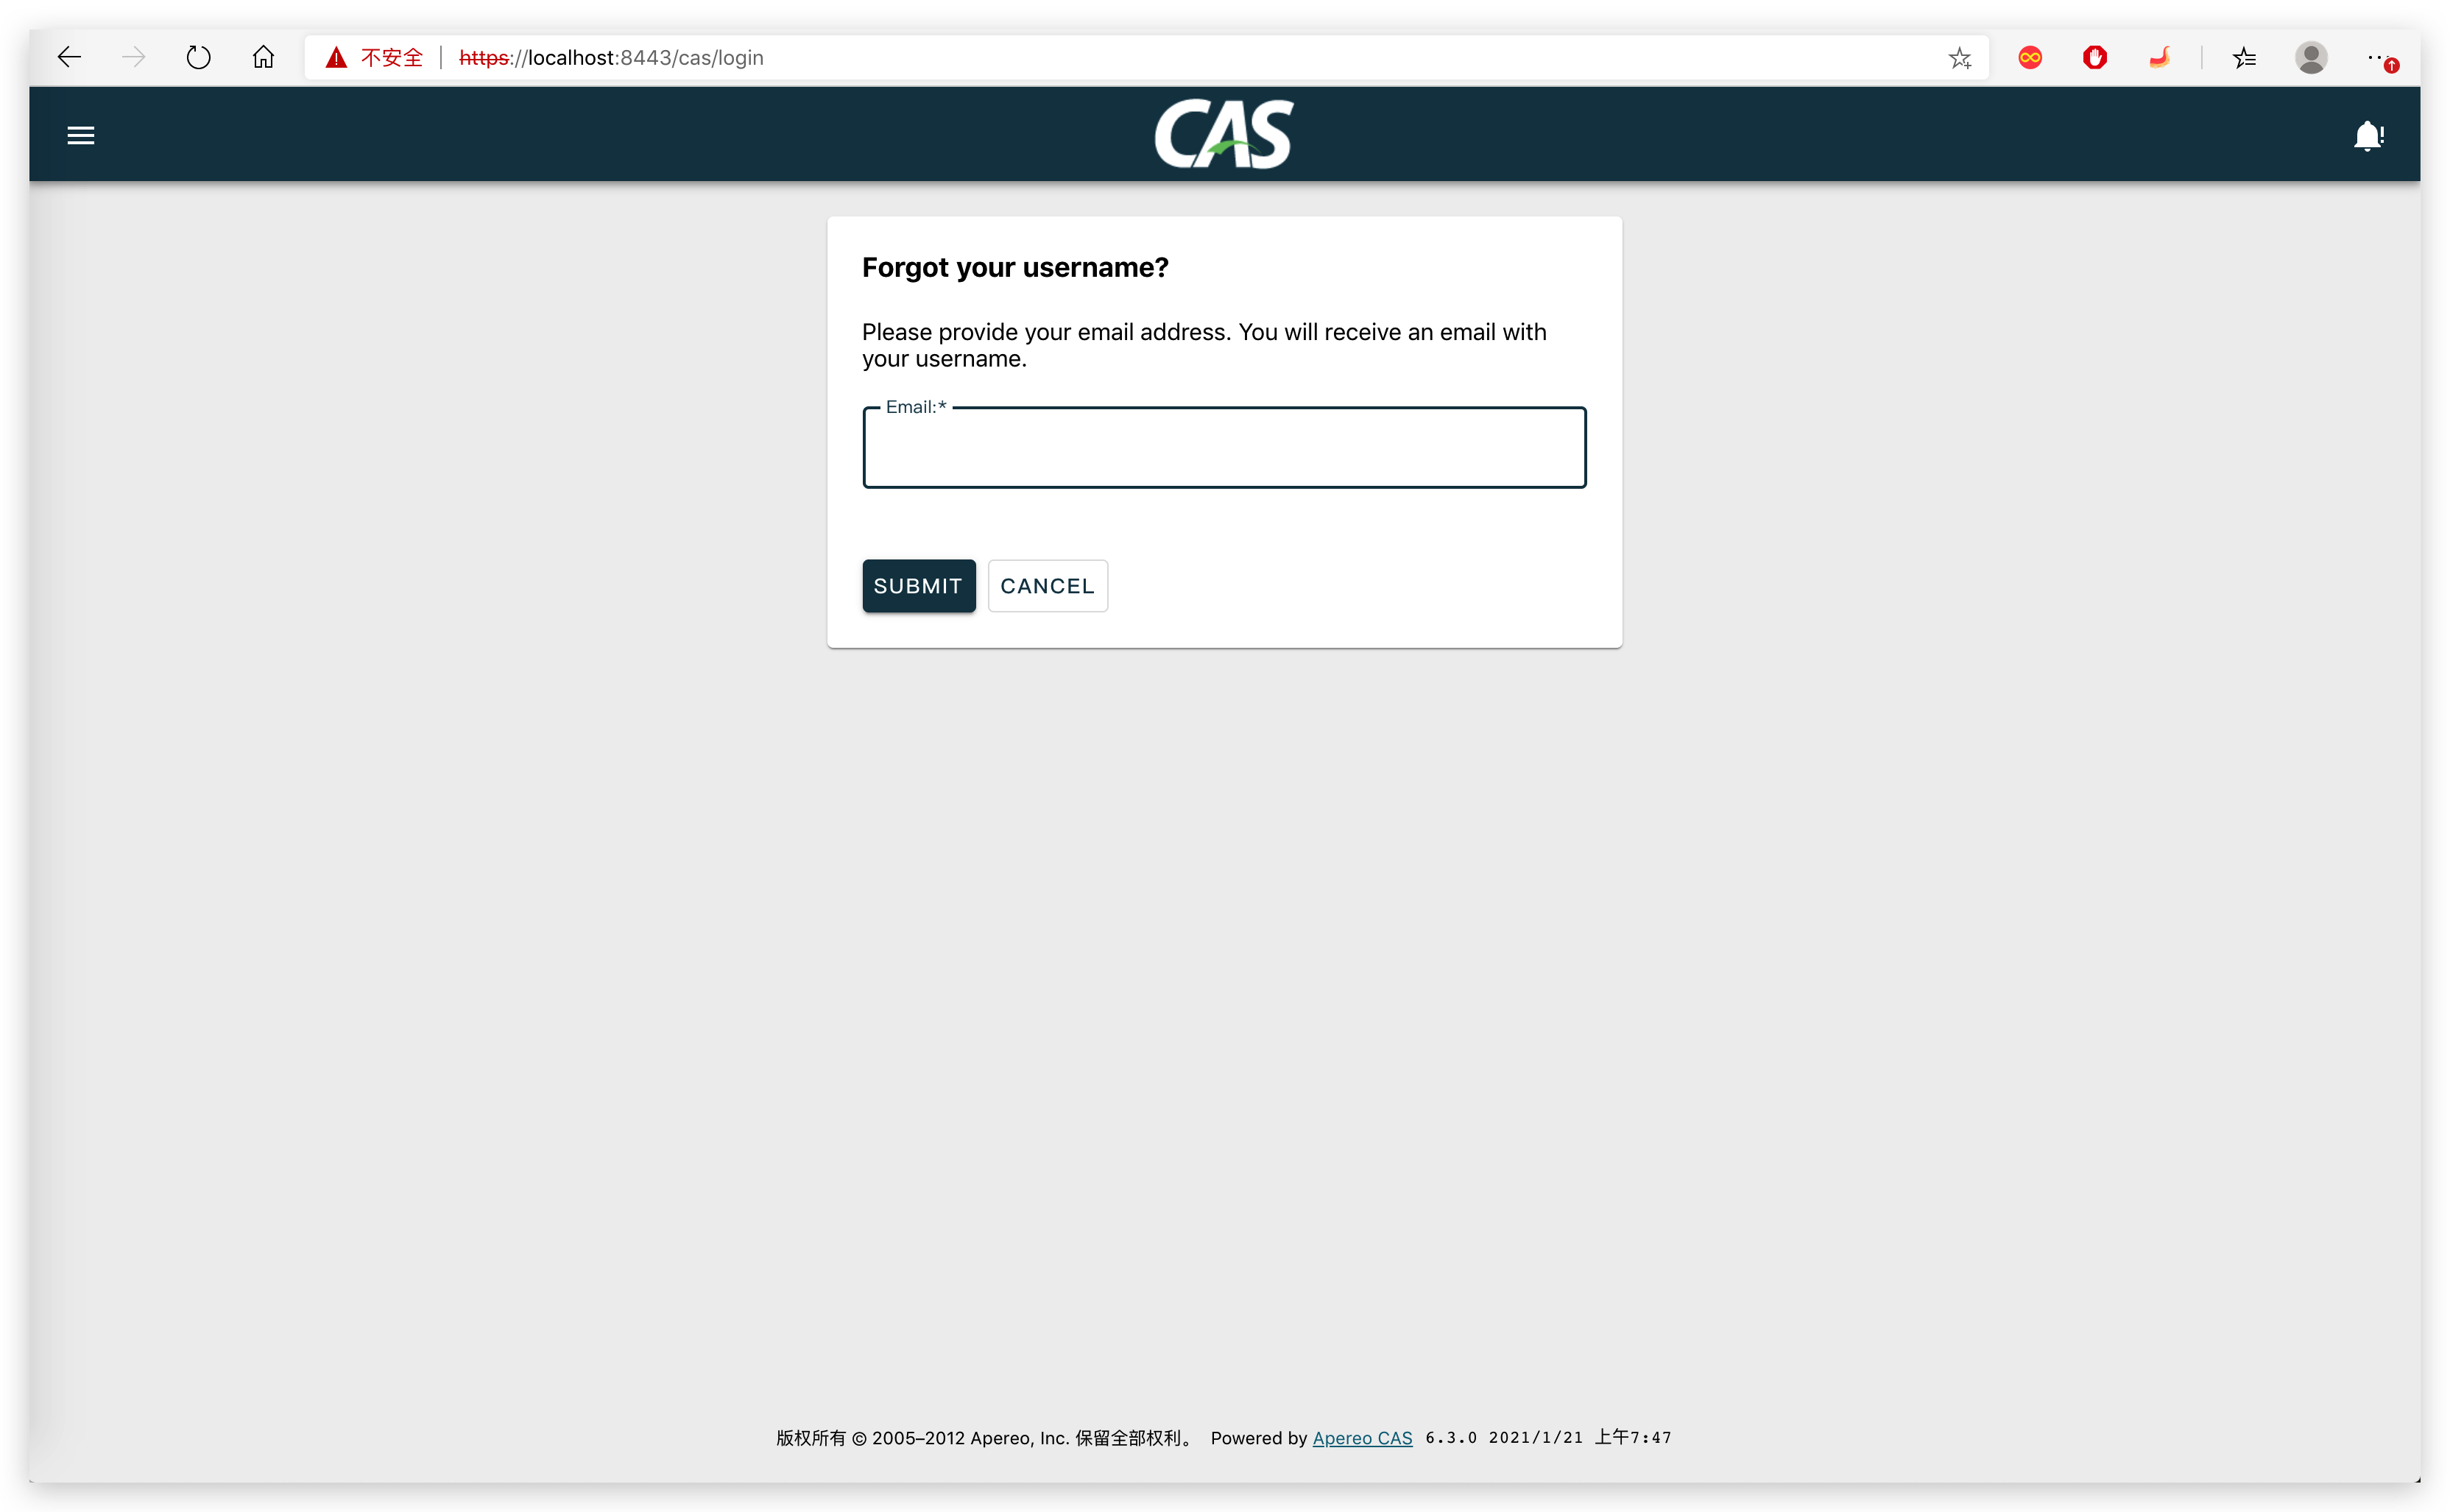 不安全 https://localhost:8443/cas/login
CAS
Forgot your username?
Please provide your email address. You will receive an email with
your username.
Email:*
SUBMIT CANCEL
版权所有 © 2005–2012 Apereo, Inc. 保留全部权利。 Powered by Apereo CAS 6.3.0 2021/1/21 上午7:47